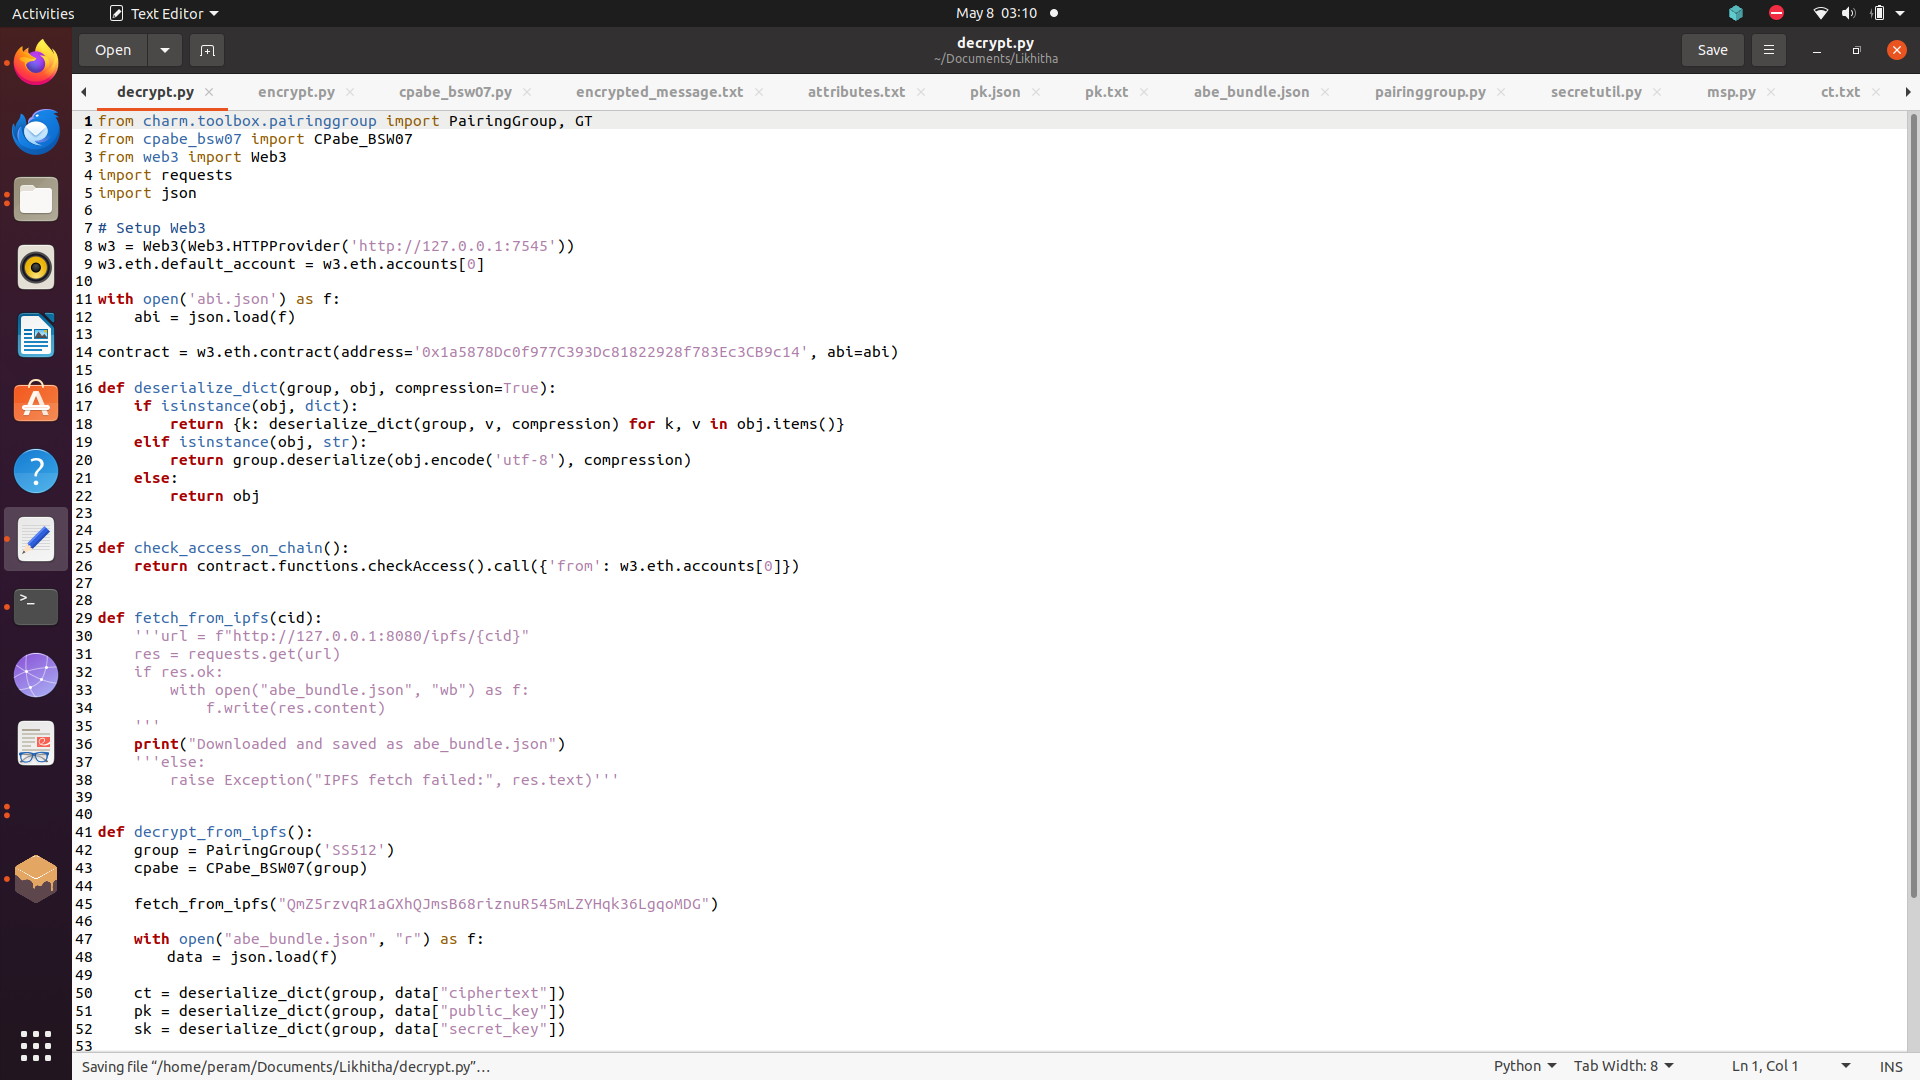 Activities
Text Editor
May 8 03:10
Open
decrypt.py
~/Documents/Likhitha
Save
decrypt.py
encrypt.py
cpabe_bsw07.py
encrypted_message.txt
attributes.txt
pk.json
pk.txt
abe_bundle.json
pairinggroup.py
secretutil.py
msp.py
ct.txt
1 from charm.toolbox.pairinggroup import PairingGroup, GT
2 from cpabe_bsw07 import CPabe_BSW07
3 from web3 import Web3
4 import requests
5 import json
6
7 # Setup Web3
8 w3 = Web3(Web3.HTTPProvider('http://127.0.0.1:7545'))
9 w3.eth.default_account = w3.eth.accounts[0]
10
11 with open('abi.json') as f:
12     abi = json.load(f)
13
14 contract = w3.eth.contract(address='0x1a5878Dc0f977C393Dc81822928f783Ec3CB9c14', abi=abi)
15
16 def deserialize_dict(group, obj, compression=True):
17     if isinstance(obj, dict):
18         return {k: deserialize_dict(group, v, compression) for k, v in obj.items()}
19     elif isinstance(obj, str):
20         return group.deserialize(obj.encode('utf-8'), compression)
21     else:
22         return obj
23
24
25 def check_access_on_chain():
26     return contract.functions.checkAccess().call({'from': w3.eth.accounts[0]})
27
28
29 def fetch_from_ipfs(cid):
30     '''url = f"http://127.0.0.1:8080/ipfs/{cid}"
31     res = requests.get(url)
32     if res.ok:
33         with open("abe_bundle.json", "wb") as f:
34             f.write(res.content)
35     '''
36     print("Downloaded and saved as abe_bundle.json")
37     '''else:
38         raise Exception("IPFS fetch failed:", res.text)'''
39
40
41 def decrypt_from_ipfs():
42     group = PairingGroup('SS512')
43     cpabe = CPabe_BSW07(group)
44
45     fetch_from_ipfs("QmZ5rzvqR1aGXhQJmsB68riznuR545mLZYHqk36LgqoMDG")
46
47     with open("abe_bundle.json", "r") as f:
48         data = json.load(f)
49
50     ct = deserialize_dict(group, data["ciphertext"])
51     pk = deserialize_dict(group, data["public_key"])
52     sk = deserialize_dict(group, data["secret_key"])
53
Saving file “/home/peram/Documents/Likhitha/decrypt.py”…
Python
Tab Width: 8
Ln 1, Col 1
INS